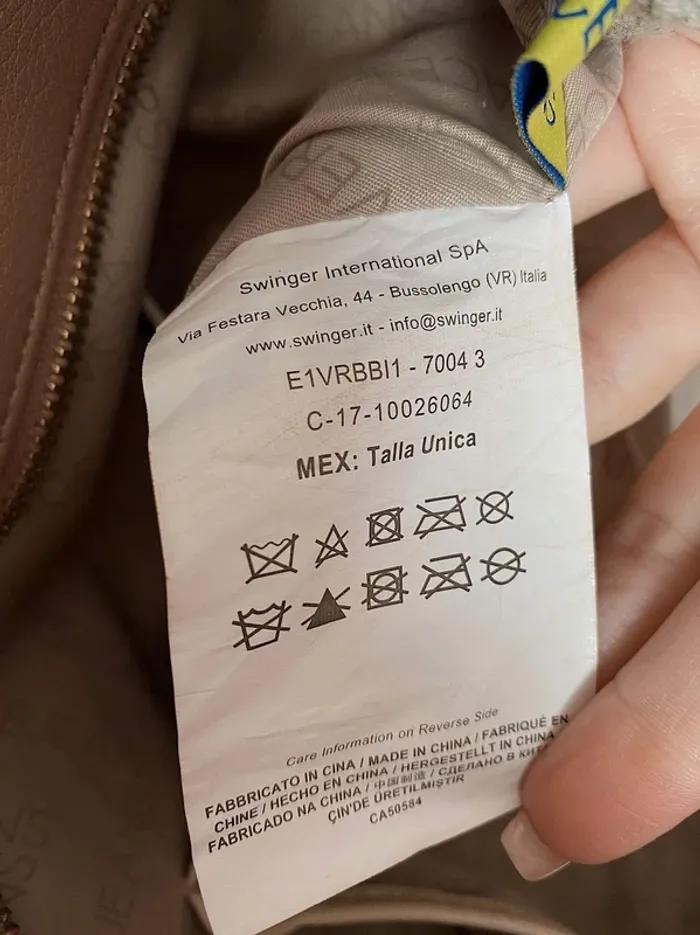 Swinger International SpA
Via Festara Vecchia, 44 - Bussolengo (VR) Italia
www.swinger.it - info@swinger.it
E1VRBBI1 - 7004 3
C-17-10026064
MEX: Talla Unica
Care Information on Reverse Side
FABBRICATO IN CINA / MADE IN CHINA / FABRIQUÉ EN
CHINE / HECHO EN CHINA / HERGESTELLT IN CHINA
FABRICADO NA CHINA / 中国制造 / СДЕЛАНО В
ÇİN'DE ÜRETILMIŞTIR
CA50584